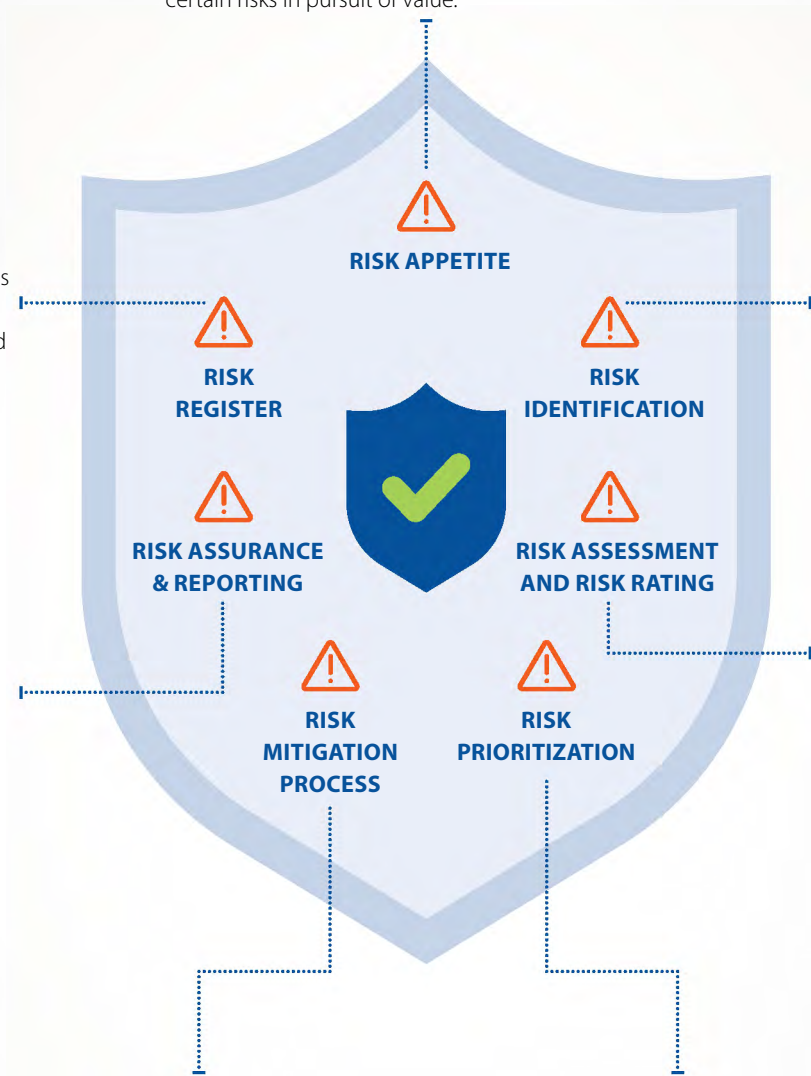 certain risks in pursuit of value.
RISK APPETITE
s
d
RISK
REGISTER
RISK
IDENTIFICATION
RISK ASSURANCE
& REPORTING
RISK ASSESSMENT
AND RISK RATING
RISK
MITIGATION
PROCESS
RISK
PRIORITIZATION